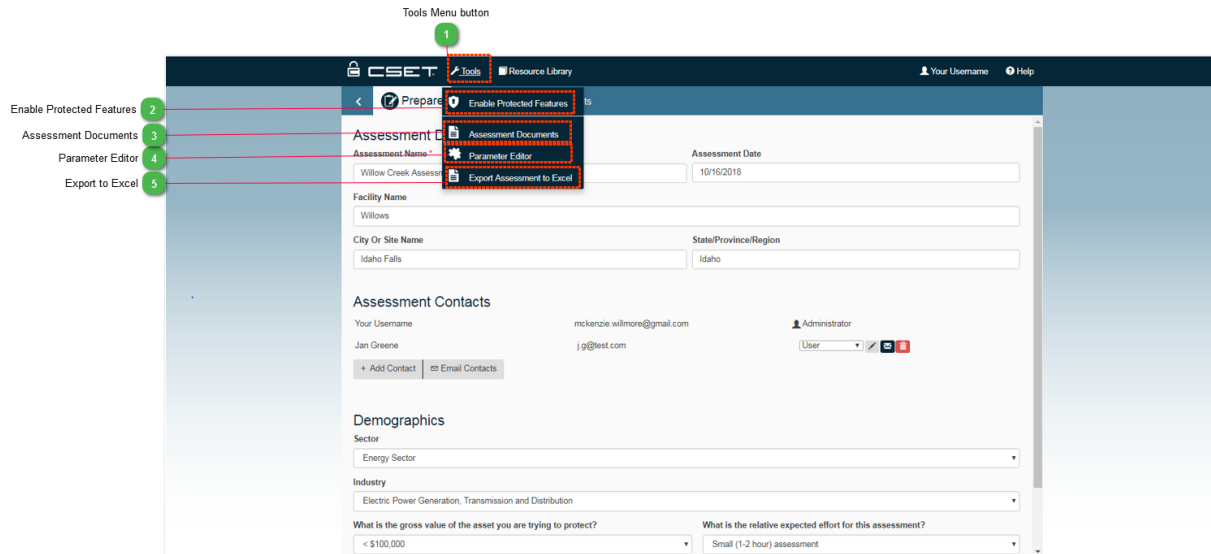 Tools Menu button
1
CSET Tools Resource Library Your Username Help
Enable Protected Features 2
Prepare
Enable Protected Features
ts
Assessment Documents 3
Assessment D
Assessment Documents
Parameter Editor 4
Assessment Name * Assessment Date
Parameter Editor
Willow Creek Assessm 10/16/2018
Export to Excel 5
Export Assessment to Excel
Facility Name
Willows
City Or Site Name State/Province/Region
Idaho Falls Idaho
Assessment Contacts
Your Username mckenzie.willmore@gmail.com Administrator
Jan Greene j.g@test.com User
+ Add Contact Email Contacts
Demographics
Sector
Energy Sector
Industry
Electric Power Generation, Transmission and Distribution
What is the gross value of the asset you are trying to protect? What is the relative expected effort for this assessment?
< $100,000 Small (1-2 hour) assessment